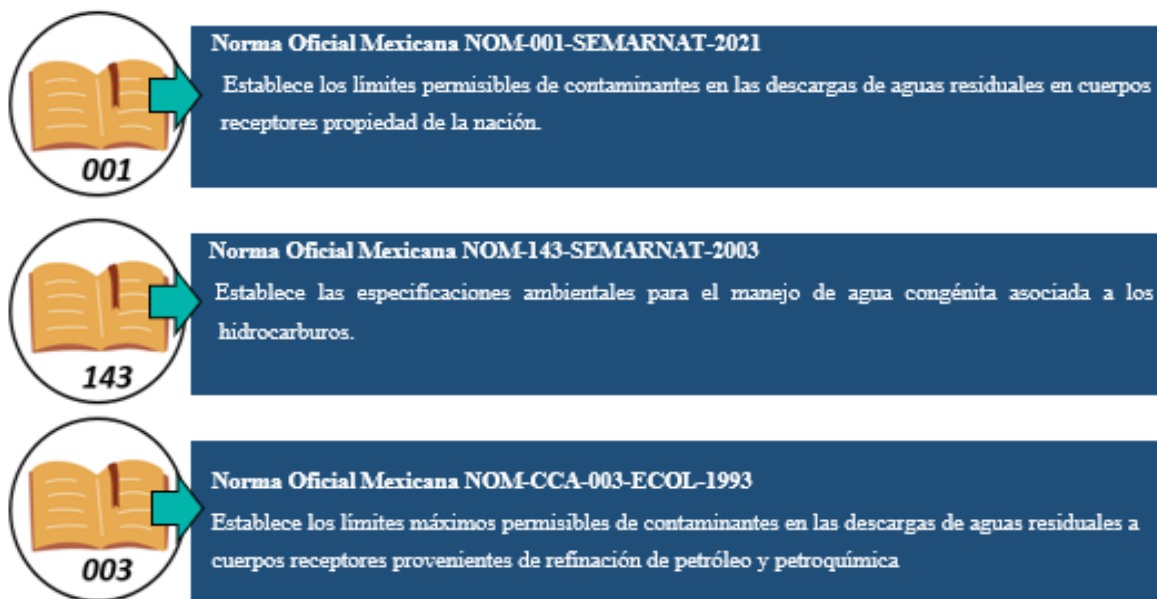 Norma Oficial Mexicana NOM-001-SEMARNAT-2021
Establece los límites permisibles de contaminantes en las descargas de aguas residuales en cuerpos
receptores propiedad de la nación.
001
Norma Oficial Mexicana NOM-143-SEMARNAT-2003
Establece las especificaciones ambientales para el manejo de agua congénita asociada a los
hidrocarburos.
143
Norma Oficial Mexicana NOM-CCA-003-ECOL-1993
Establece los límites máximos permisibles de contaminantes en las descargas de aguas residuales a
cuerpos receptores provenientes de refinación de petróleo y petroquímica
003